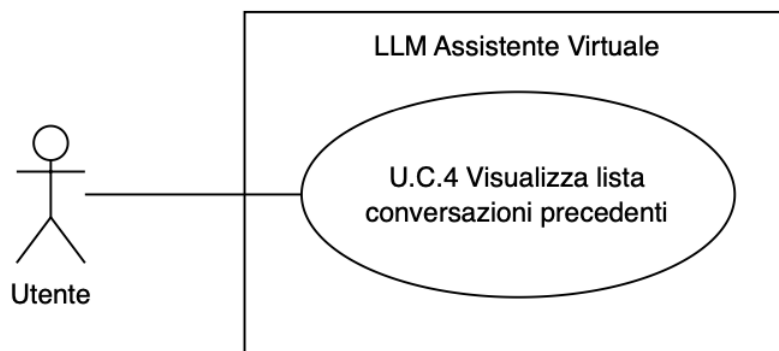 LLM Assistente Virtuale
U.C.4 Visualizza lista
conversazioni precedenti
Utente